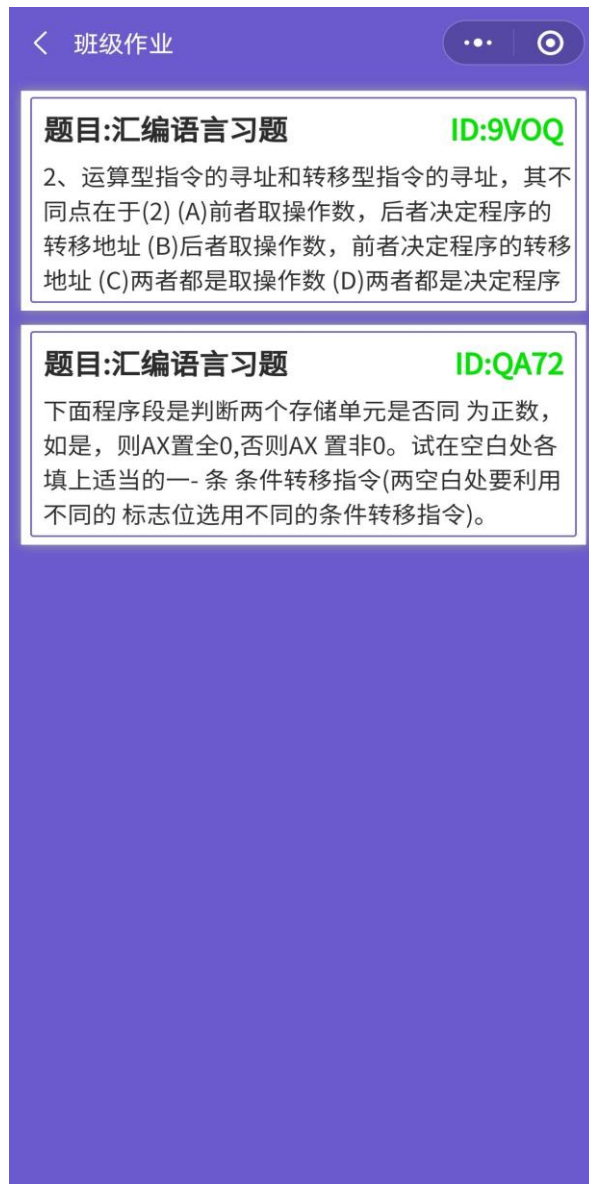 班级作业
题目:汇编语言习题 ID:9VOQ
2、运算型指令的寻址和转移型指令的寻址，其不
同点在于(2) (A)前者取操作数，后者决定程序的
转移地址 (B)后者取操作数，前者决定程序的转移
地址 (C)两者都是取操作数 (D)两者都是决定程序
题目:汇编语言习题 ID:QA72
下面程序段是判断两个存储单元是否同 为正数，
如是，则AX置全0,否则AX 置非0。试在空白处各
填上适当的一- 条 条件转移指令(两空白处要利用
不同的 标志位选用不同的条件转移指令)。